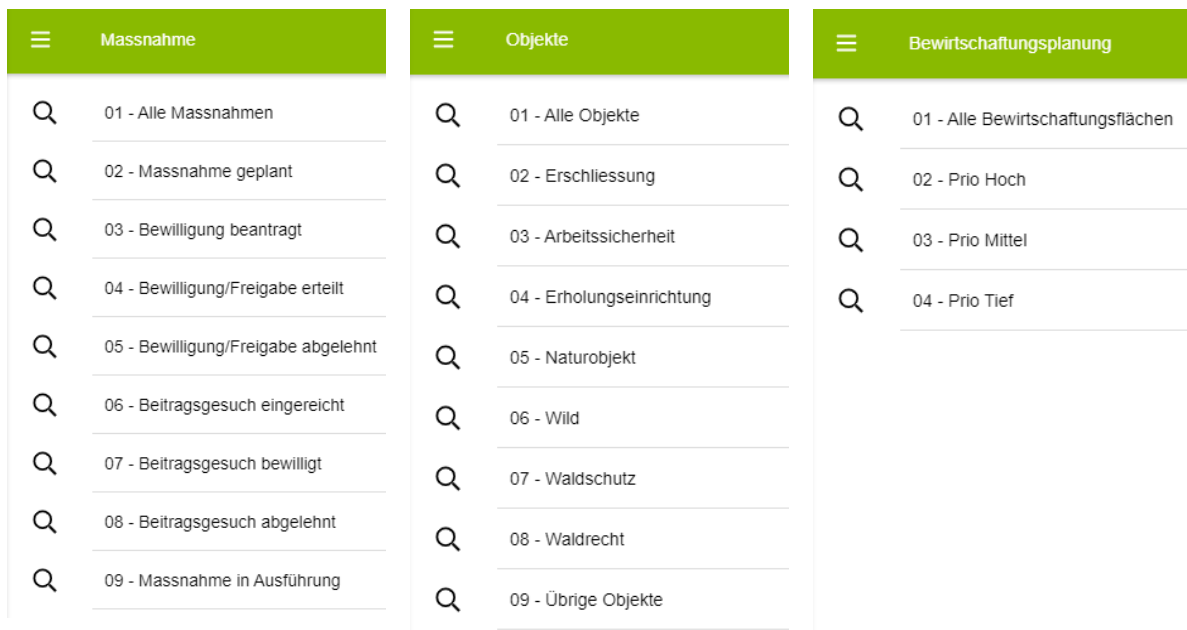 Massnahme
01 - Alle Massnahmen
02 - Massnahme geplant
03 - Bewilligung beantragt
04 - Bewilligung/Freigabe erteilt
05 - Bewilligung/Freigabe abgelehnt
06 - Beitragsgesuch eingereicht
07 - Beitragsgesuch bewilligt
08 - Beitragsgesuch abgelehnt
09 - Massnahme in Ausführung
Objekte
01 - Alle Objekte
02 - Erschliessung
03 - Arbeitssicherheit
04 - Erholungseinrichtung
05 - Naturobjekt
06 - Wild
07 - Waldschutz
08 - Waldrecht
09 - Übrige Objekte
Bewirtschaftungsplanung
01 - Alle Bewirtschaftungsflächen
02 - Prio Hoch
03 - Prio Mittel
04 - Prio Tief